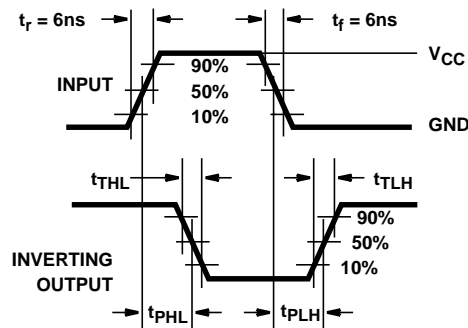 tr = 6ns
tf = 6ns
VCC
INPUT
90%
50%
10%
GND
tTHL
tTLH
90%
50%
10%
INVERTING
OUTPUT
tPHL
tPLH